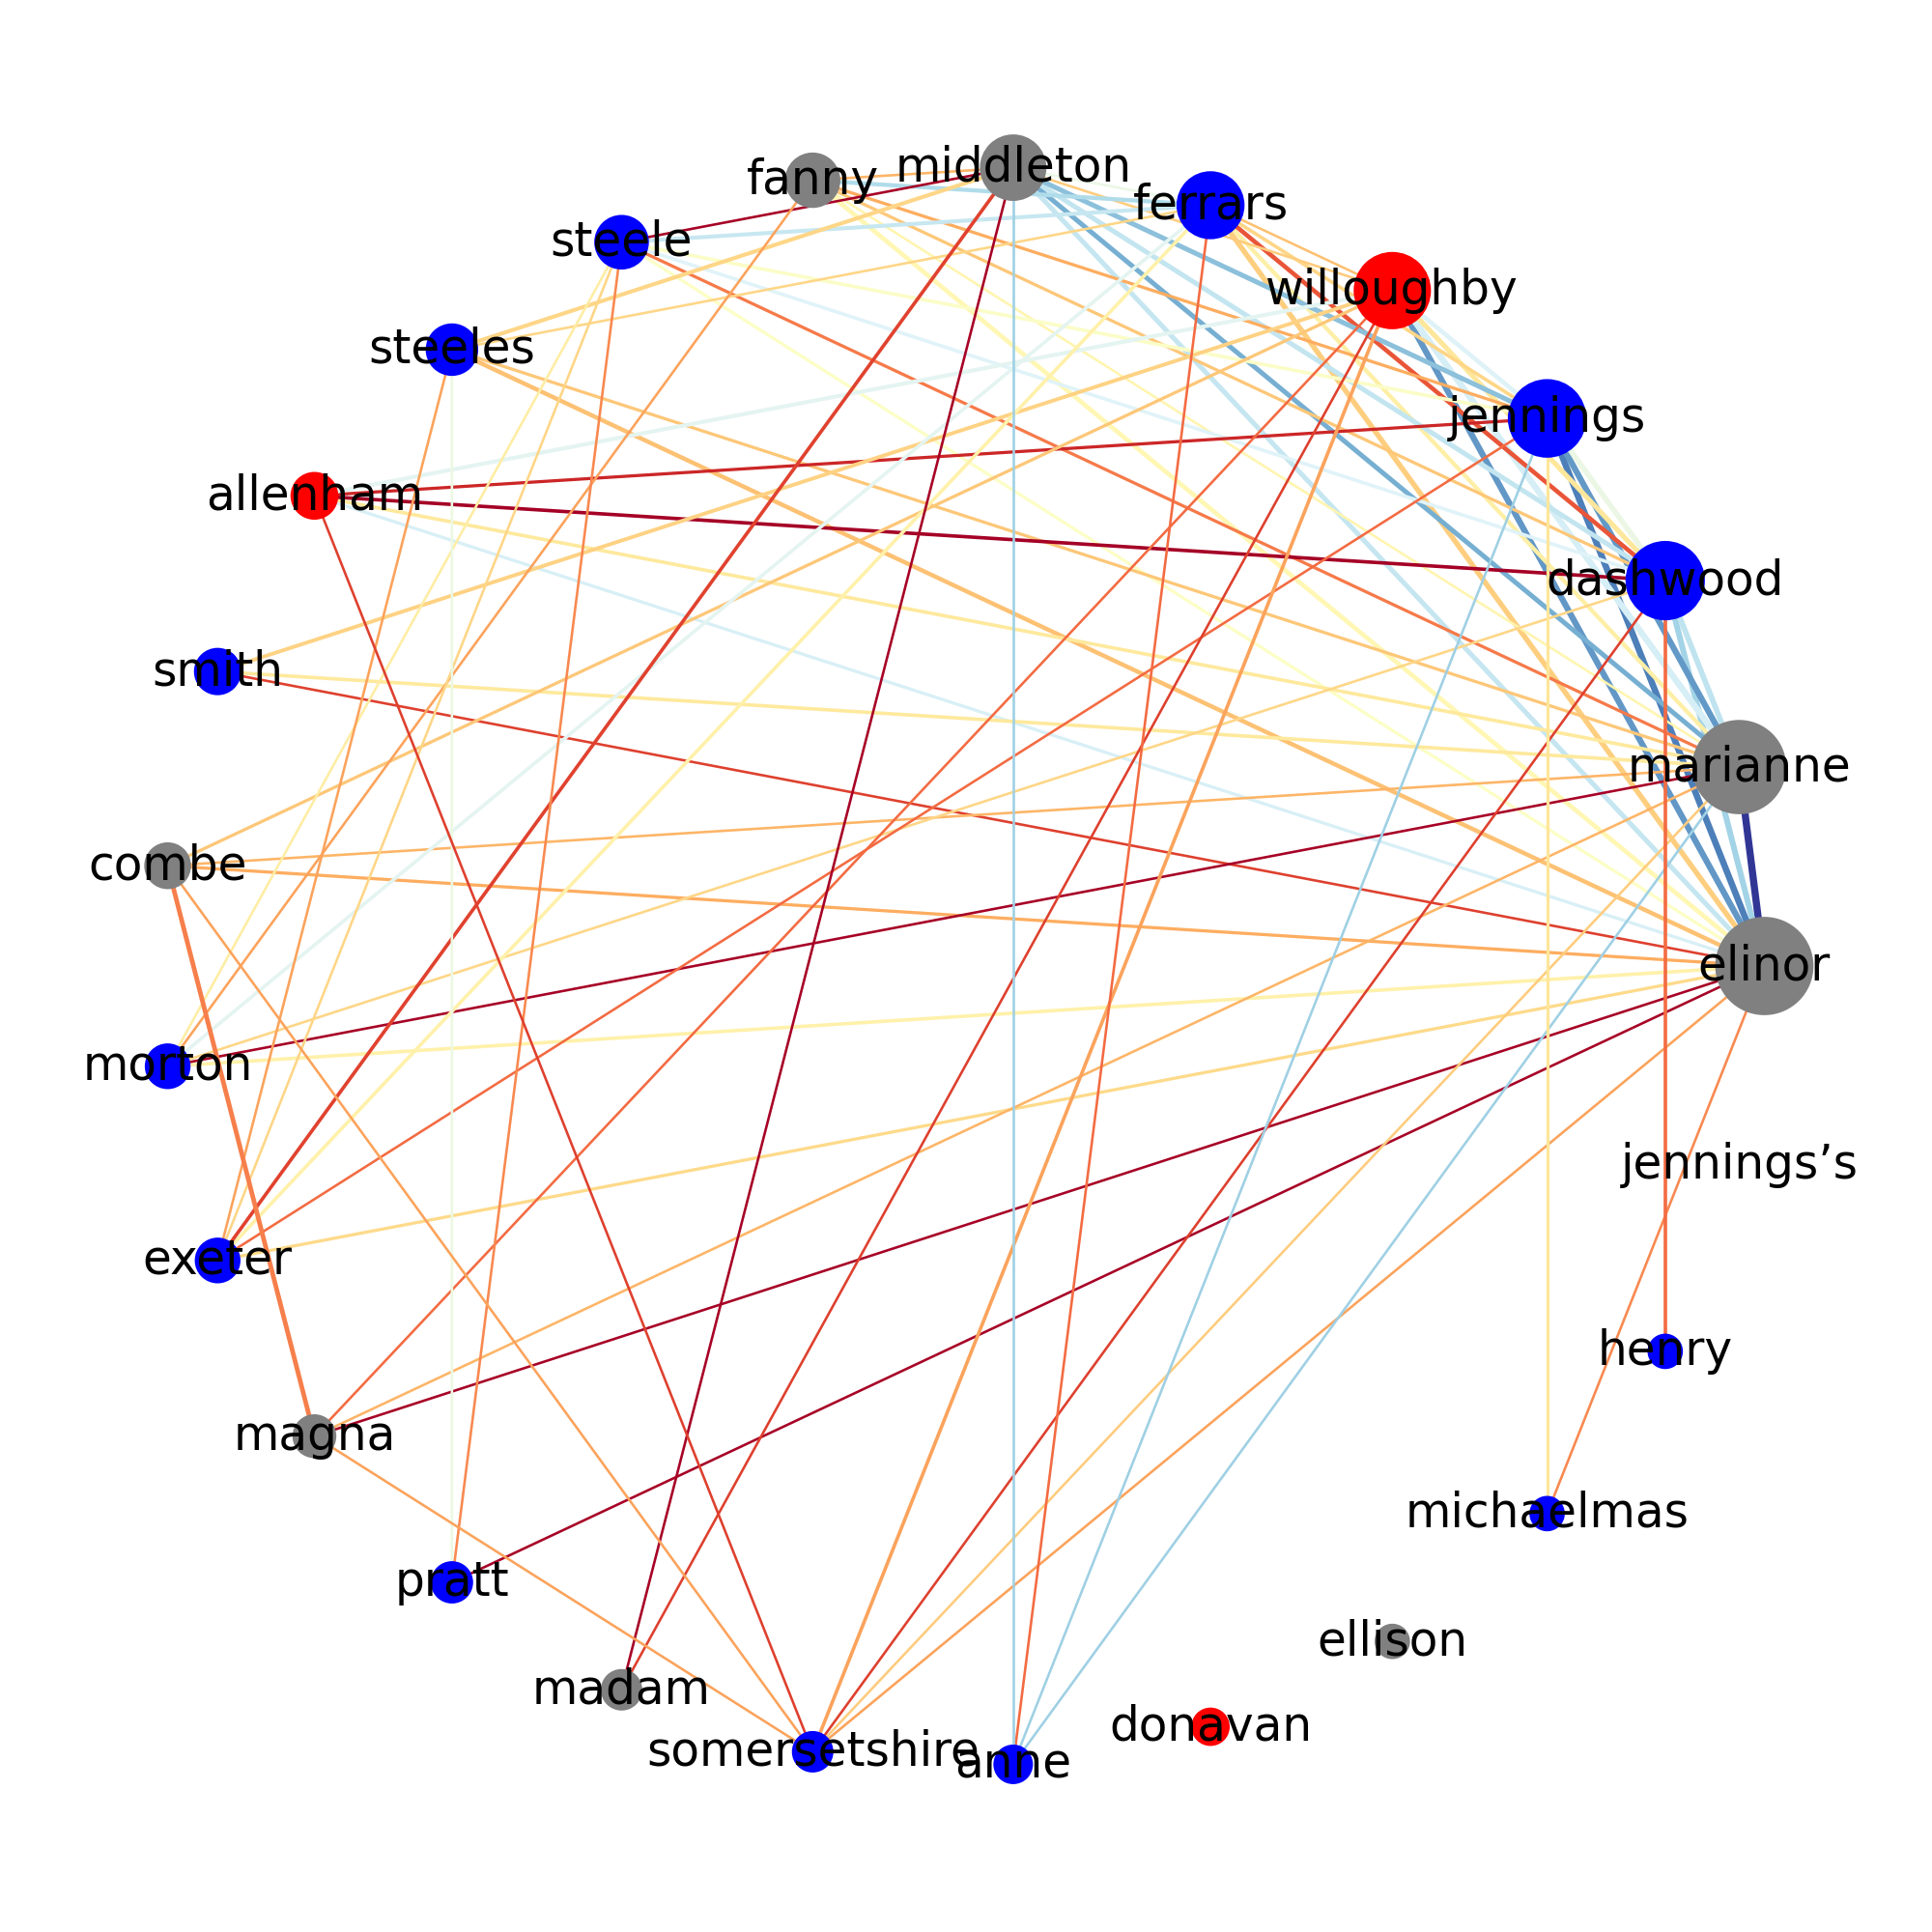 middleton
fanny
ferrars
steele
willoughby
steeles
jennings
allenham
dashwood
smith
marianne
combe
elinor
morton
jennings’s
exeter
henry
magna
michaelmas
pratt
ellison
madam
donavan
somersetshire
anne